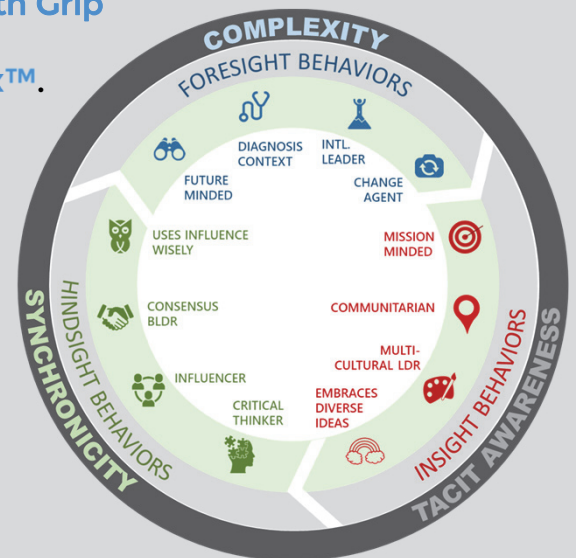 th Grip
™.
COMPLEXITY
FORESIGHT BEHAVIORS
DIAGNOSIS
CONTEXT
INTL.
LEADER
FUTURE
MINDED
CHANGE
AGENT
USES INFLUENCE
WISELY
MISSION
MINDED
CONSENSUS
BLDR
COMMUNITARIAN
INFLUENCER
MULTI-
CULTURAL LDR
CRITICAL
THINKER
EMBRACES
DIVERSE
IDEAS
HINDSIGHT BEHAVIORS
SYNCHRONICITY
INSIGHT BEHAVIORS
TACIT AWARENESS